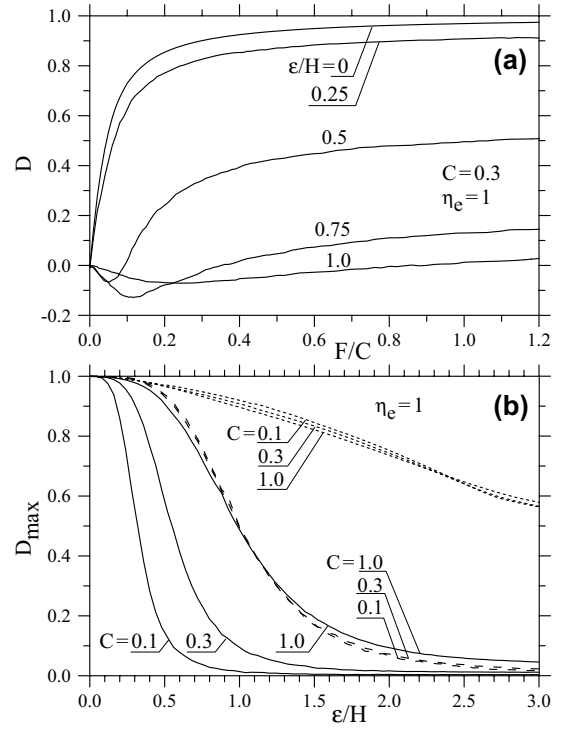 1.0
(a)
ε/H=0
0.8
0.25
0.6
0.5
D
0.4
C=0.3
η_e=1
0.2
0.75
0.0
1.0
-0.2
0.0 0.2 0.4 0.6 0.8 1.0 1.2
F/C
1.0
η_e=1
(b)
0.8
C=0.1
0.3
1.0
0.6
D_max
0.4
C=1.0
0.3
0.2
0.1
C=0.1 0.3 1.0
0.0
0.0 0.5 1.0 1.5 2.0 2.5 3.0
ε/H